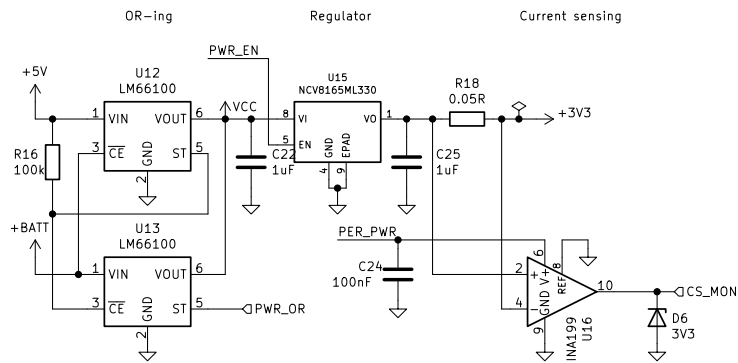 OR-ing
Regulator
Current sensing
PWR_EN
+5V
U12
LM66100
1 VIN VOUT 6
3 CE ST 5
GND
2
R16
100k
VCC
C22
1uF
U15
NCV8165ML330
8 VI VO 1
5 EN
GND EPAD
4 9
C25
1uF
R18
0.05R
+3V3
+BATT
U13
LM66100
1 VIN VOUT 6
3 CE ST 5
GND
2
PWR_OR
PER_PWR
C24
100nF
6
8
2 + V+ REF
10
4 - GND
9
INA199
U16
CS_MON
D6
3V3